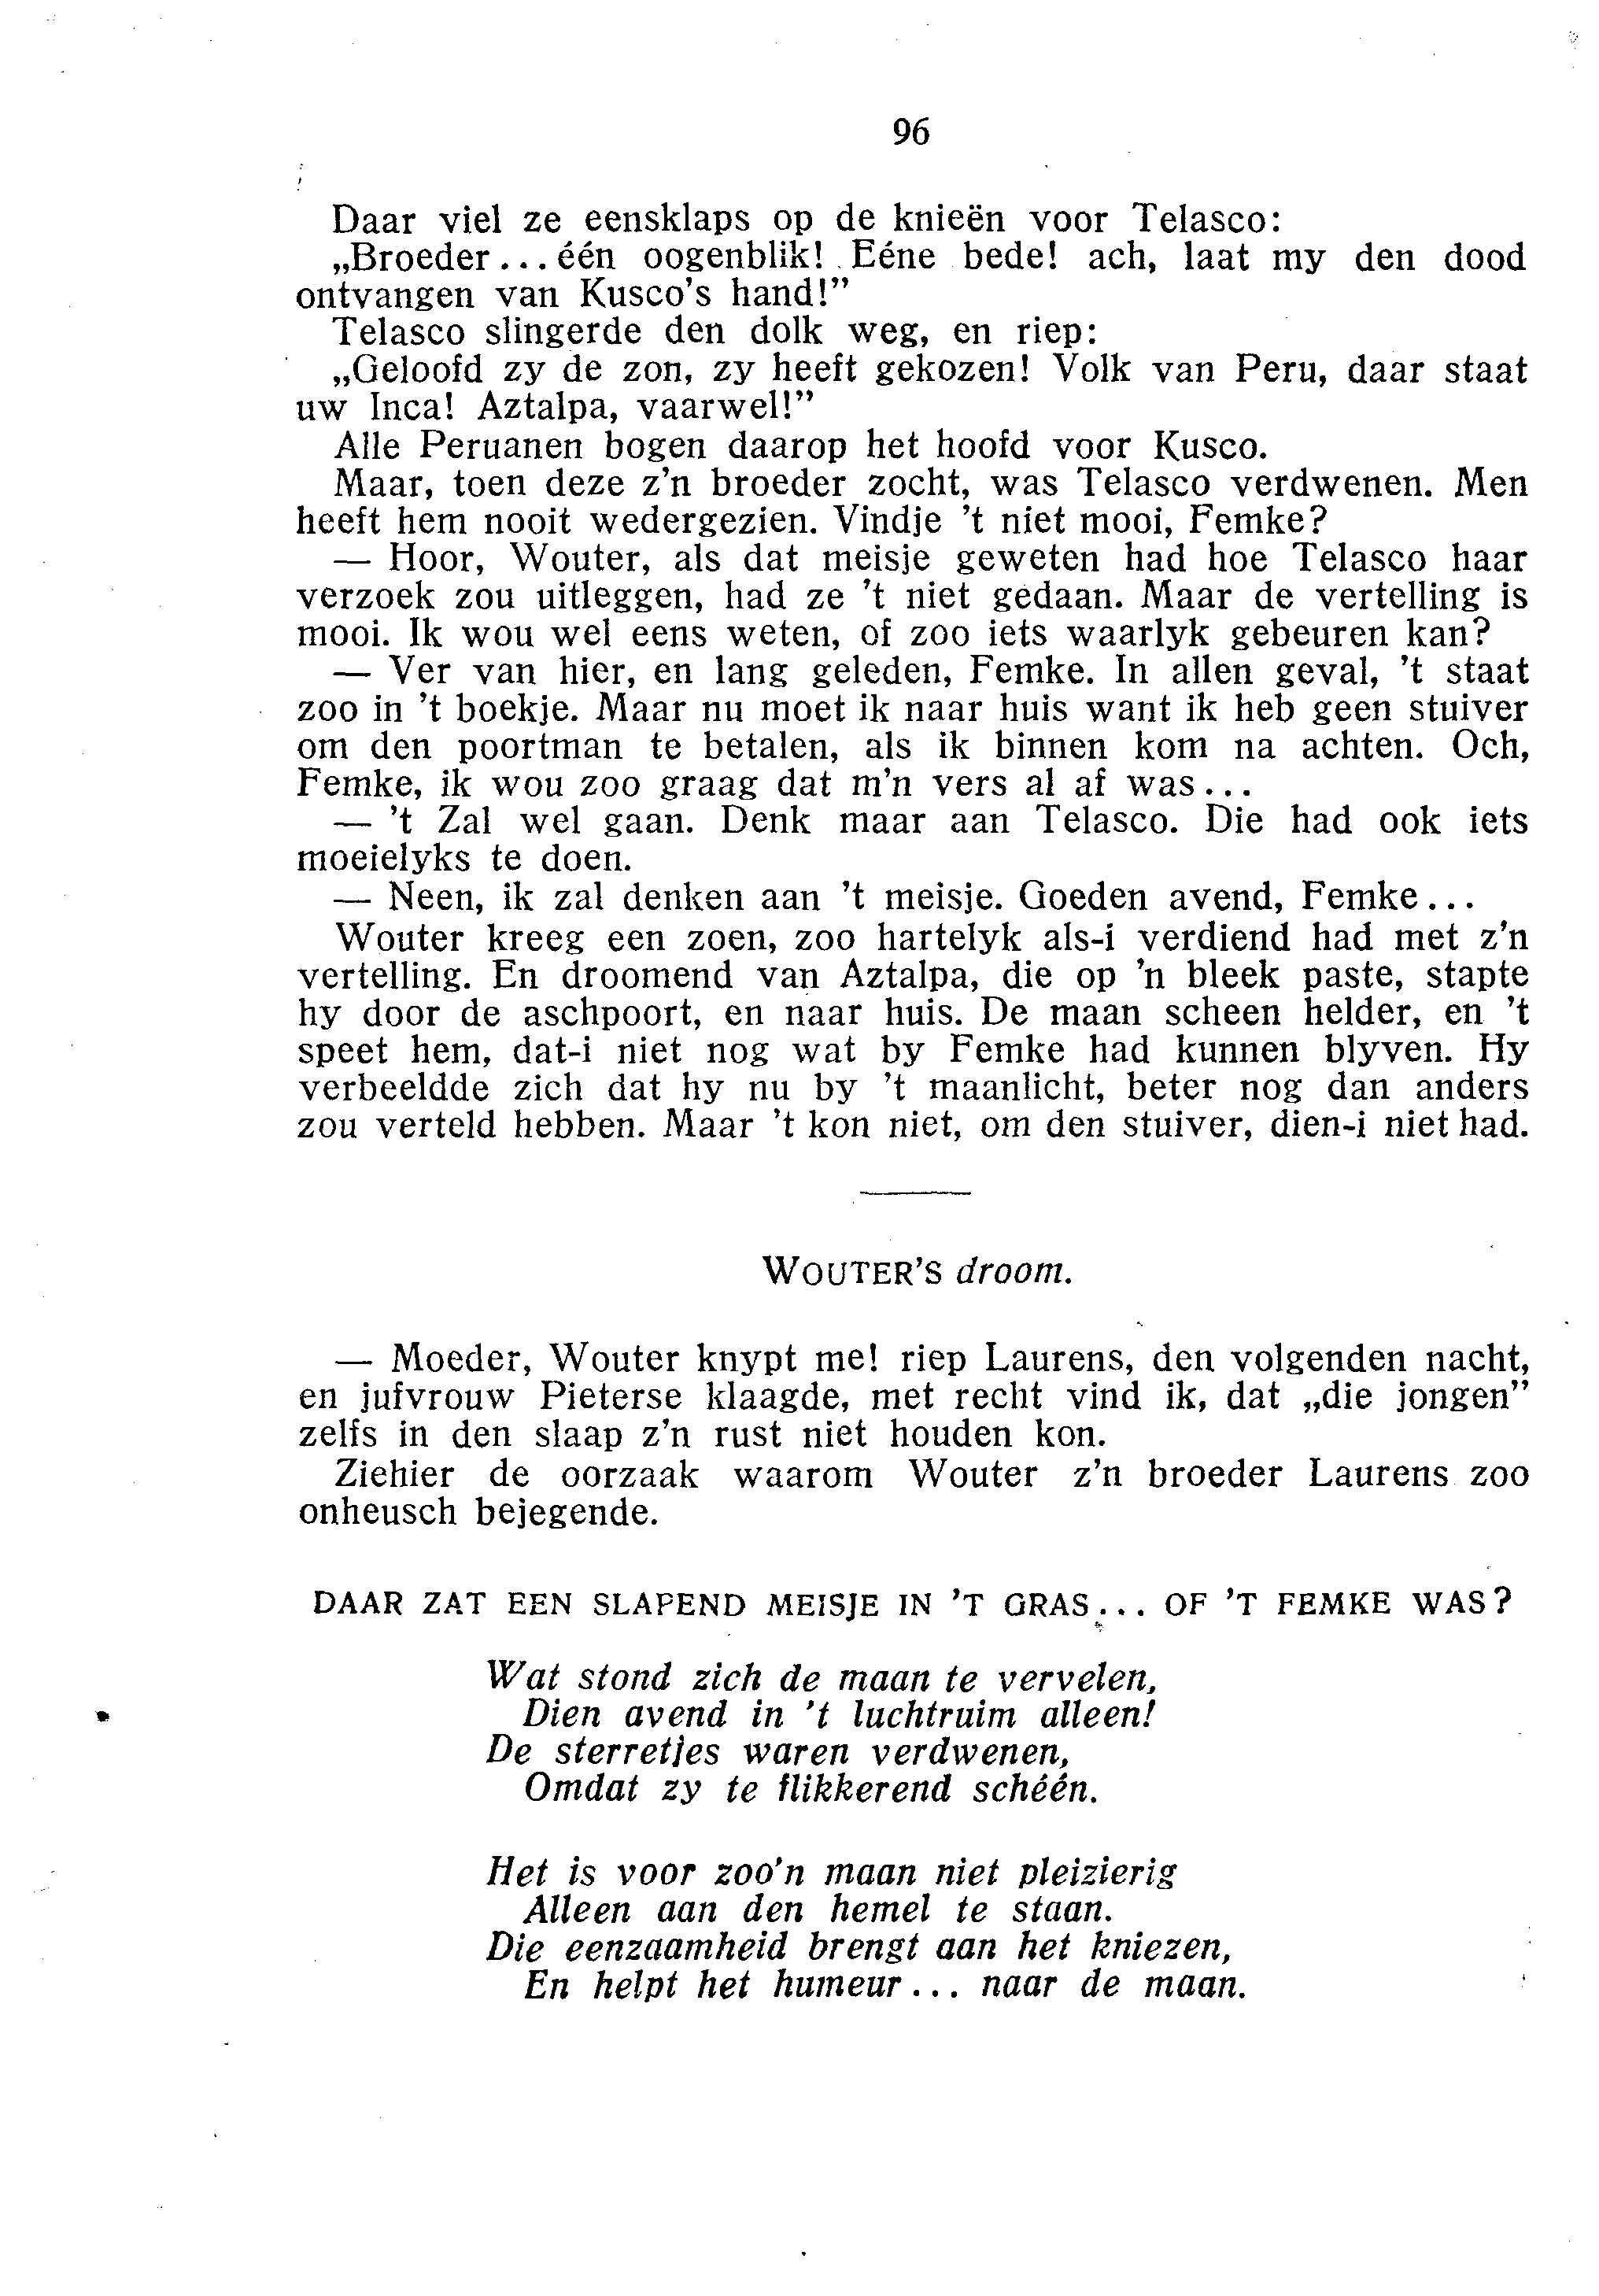 96
Daar viel ze eensklaps op de knieën voor Telasco:
„Broeder... één oogenblik! Eéne bede! ach, laat my den dood
ontvangen van Kusco's hand!”
Telasco slingerde den dolk weg, en riep:
„Geloofd zy de zon, zy heeft gekozen! Volk van Peru, daar staat
uw Inca! Aztalpa, vaarwel!”
Alle Peruanen bogen daarop het hoofd voor Kusco.
Maar, toen deze z'n broeder zocht, was Telasco verdwenen. Men
heeft hem nooit wedergezien. Vindje 't niet mooi, Femke?
— Hoor, Wouter, als dat meisje geweten had hoe Telasco haar
verzoek zou uitleggen, had ze 't niet gedaan. Maar de vertelling is
mooi. Ik wou wel eens weten, of zoo iets waarlyk gebeuren kan?
— Ver van hier, en lang geleden, Femke. In allen geval, 't staat
zoo in 't boekje. Maar nu moet ik naar huis want ik heb geen stuiver
om den poortman te betalen, als ik binnen kom na achten. Och,
Femke, ik wou zoo graag dat m'n vers al af was...
— 't Zal wel gaan. Denk maar aan Telasco. Die had ook iets
moeielyks te doen.
— Neen, ik zal denken aan 't meisje. Goeden avend, Femke...
Wouter kreeg een zoen, zoo hartelyk als-i verdiend had met z'n
vertelling. En droomend van Aztalpa, die op 'n bleek paste, stapte
hy door de aschpoort, en naar huis. De maan scheen helder, en 't
speet hem, dat-i niet nog wat by Femke had kunnen blyven. Hy
verbeeldde zich dat hy nu by 't maanlicht, beter nog dan anders
zou verteld hebben. Maar 't kon niet, om den stuiver, dien-i niet had.
WOUTER'S droom.
— Moeder, Wouter knypt me! riep Laurens, den volgenden nacht,
en jufvrouw Pieterse klaagde, met recht vind ik, dat „die jongen”
zelfs in den slaap z'n rust niet houden kon.
Ziehier de oorzaak waarom Wouter z'n broeder Laurens zoo
onheusch bejegende.
DAAR ZAT EEN SLAPEND MEISJE IN 'T GRAS... OF 'T FEMKE WAS?
Wat stond zich de maan te vervelen,
Dien avend in 't luchtruim alleen!
De sterretjes waren verdwenen,
Omdat zy te flikkerend schéén.
Het is voor zoo'n maan niet pleizierig
Alleen aan den hemel te staan.
Die eenzaamheid brengt aan het kniezen,
En helpt het humeur... naar de maan.